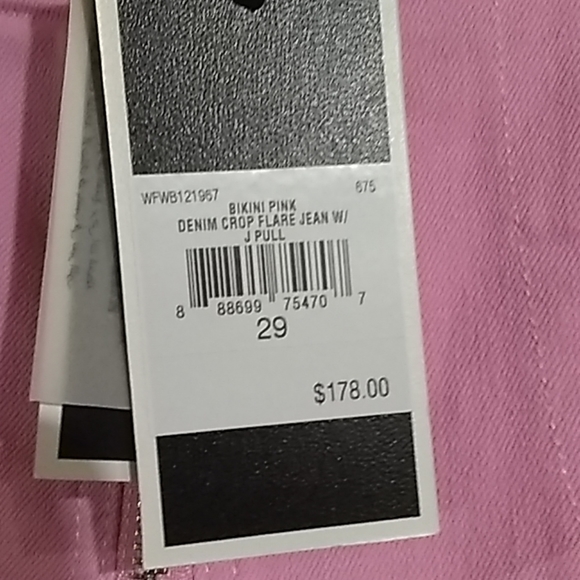 WFWB121967 675
BIKINI PINK
DENIM CROP FLARE JEAN W/
J PULL
8 88699 75470 7
29
$178.00